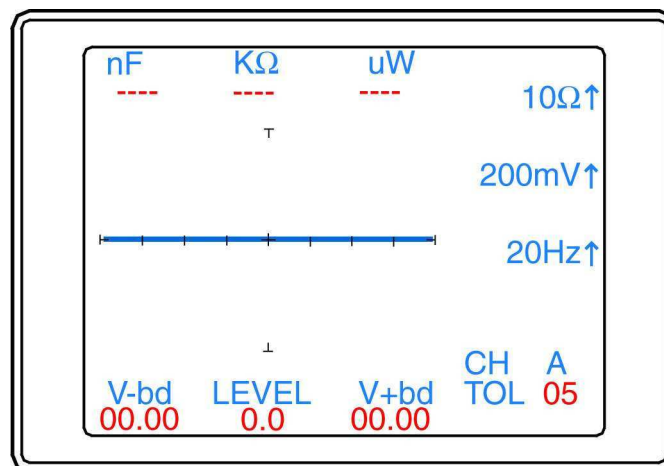 nF KΩ uW
---- ---- ----
10Ω↑
200mV↑
20Hz↑
CH A
V-bd LEVEL V+bd TOL 05
00.00 0.0 00.00